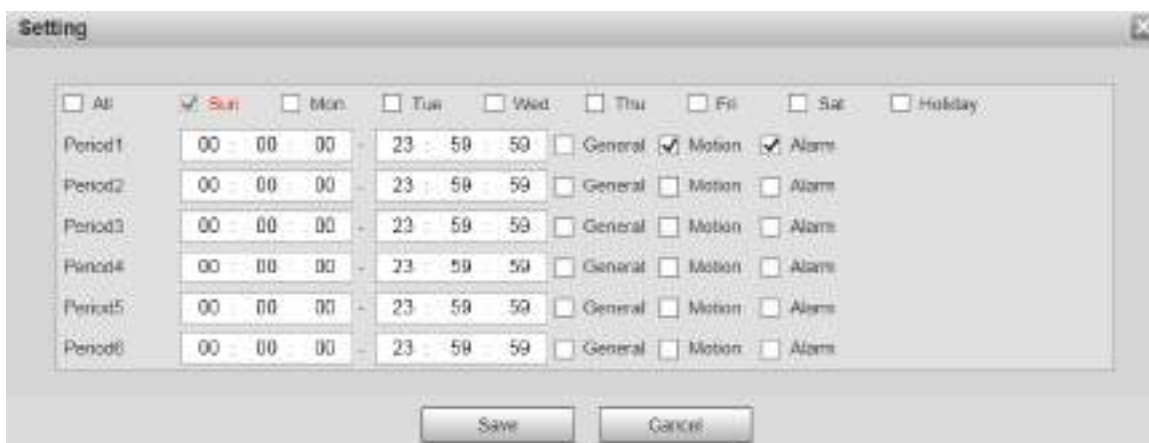 Setting
All Sun Mon Tue Wed Thu Fri Sat Holiday
Period1 00 : 00 : 00 - 23 : 59 : 59 General Motion Alarm
Period2 00 : 00 : 00 - 23 : 59 : 59 General Motion Alarm
Period3 00 : 00 : 00 - 23 : 59 : 59 General Motion Alarm
Period4 00 : 00 : 00 - 23 : 59 : 59 General Motion Alarm
Period5 00 : 00 : 00 - 23 : 59 : 59 General Motion Alarm
Period6 00 : 00 : 00 - 23 : 59 : 59 General Motion Alarm
Save Cancel